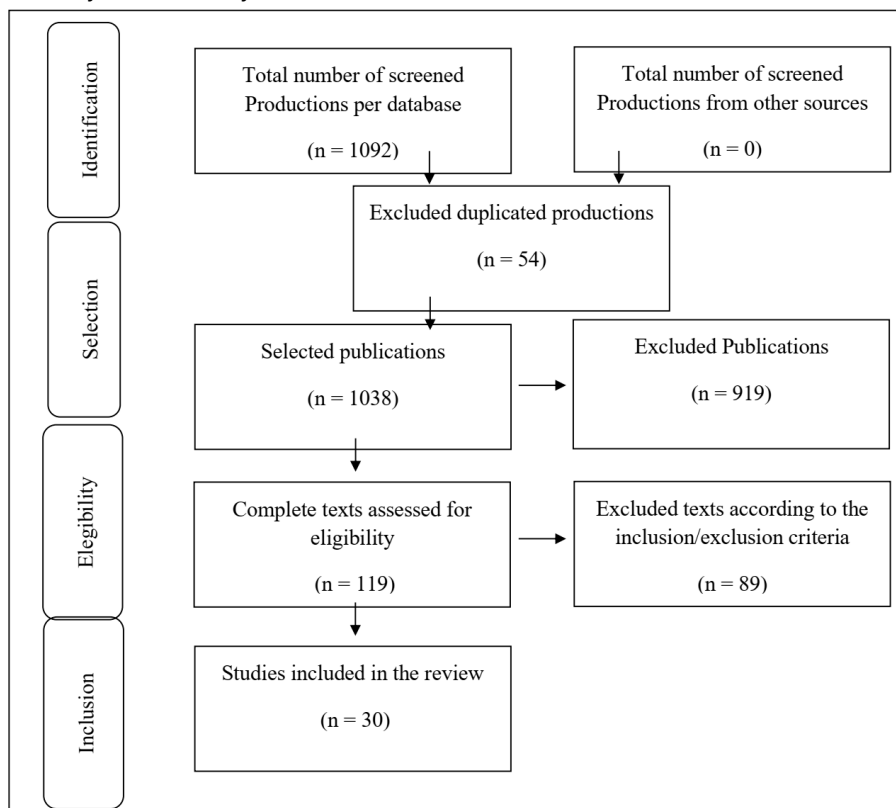 Identification
Total number of screened
Productions per database
(n = 1092)
Total number of screened
Productions from other sources
(n = 0)
Excluded duplicated productions
(n = 54)
Selection
Selected publications
(n = 1038)
Excluded Publications
(n = 919)
Elegibility
Complete texts assessed for
eligibility
(n = 119)
Excluded texts according to the
inclusion/exclusion criteria
(n = 89)
Inclusion
Studies included in the review
(n = 30)